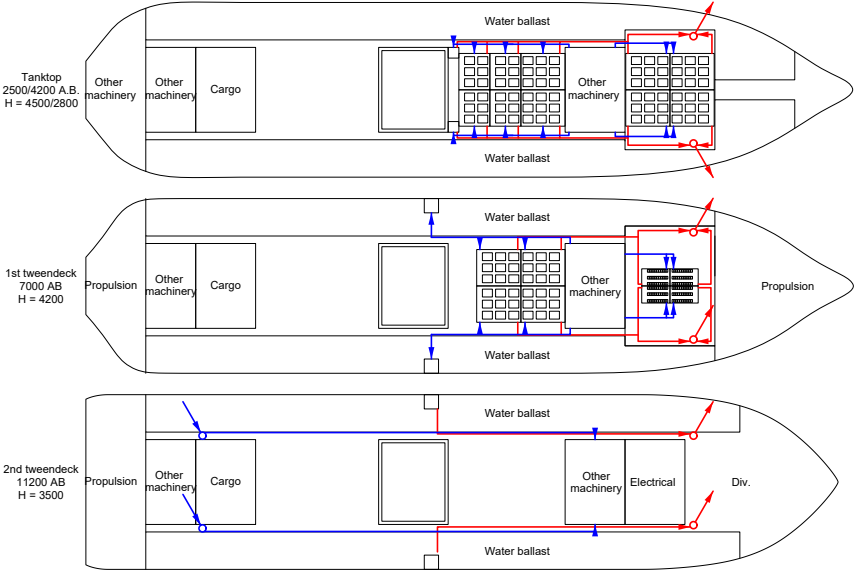 Water ballast
Tanktop
2500/4200 A.B.
H = 4500/2800
Other
machinery
Other
machinery
Cargo
Other
machinery
Water ballast
Water ballast
1st tweendeck
7000 AB
H = 4200
Propulsion
Other
machinery
Cargo
Other
machinery
Propulsion
Water ballast
Water ballast
2nd tweendeck
11200 AB
H = 3500
Propulsion
Other
machinery
Cargo
Other
machinery
Electrical
Div.
Water ballast